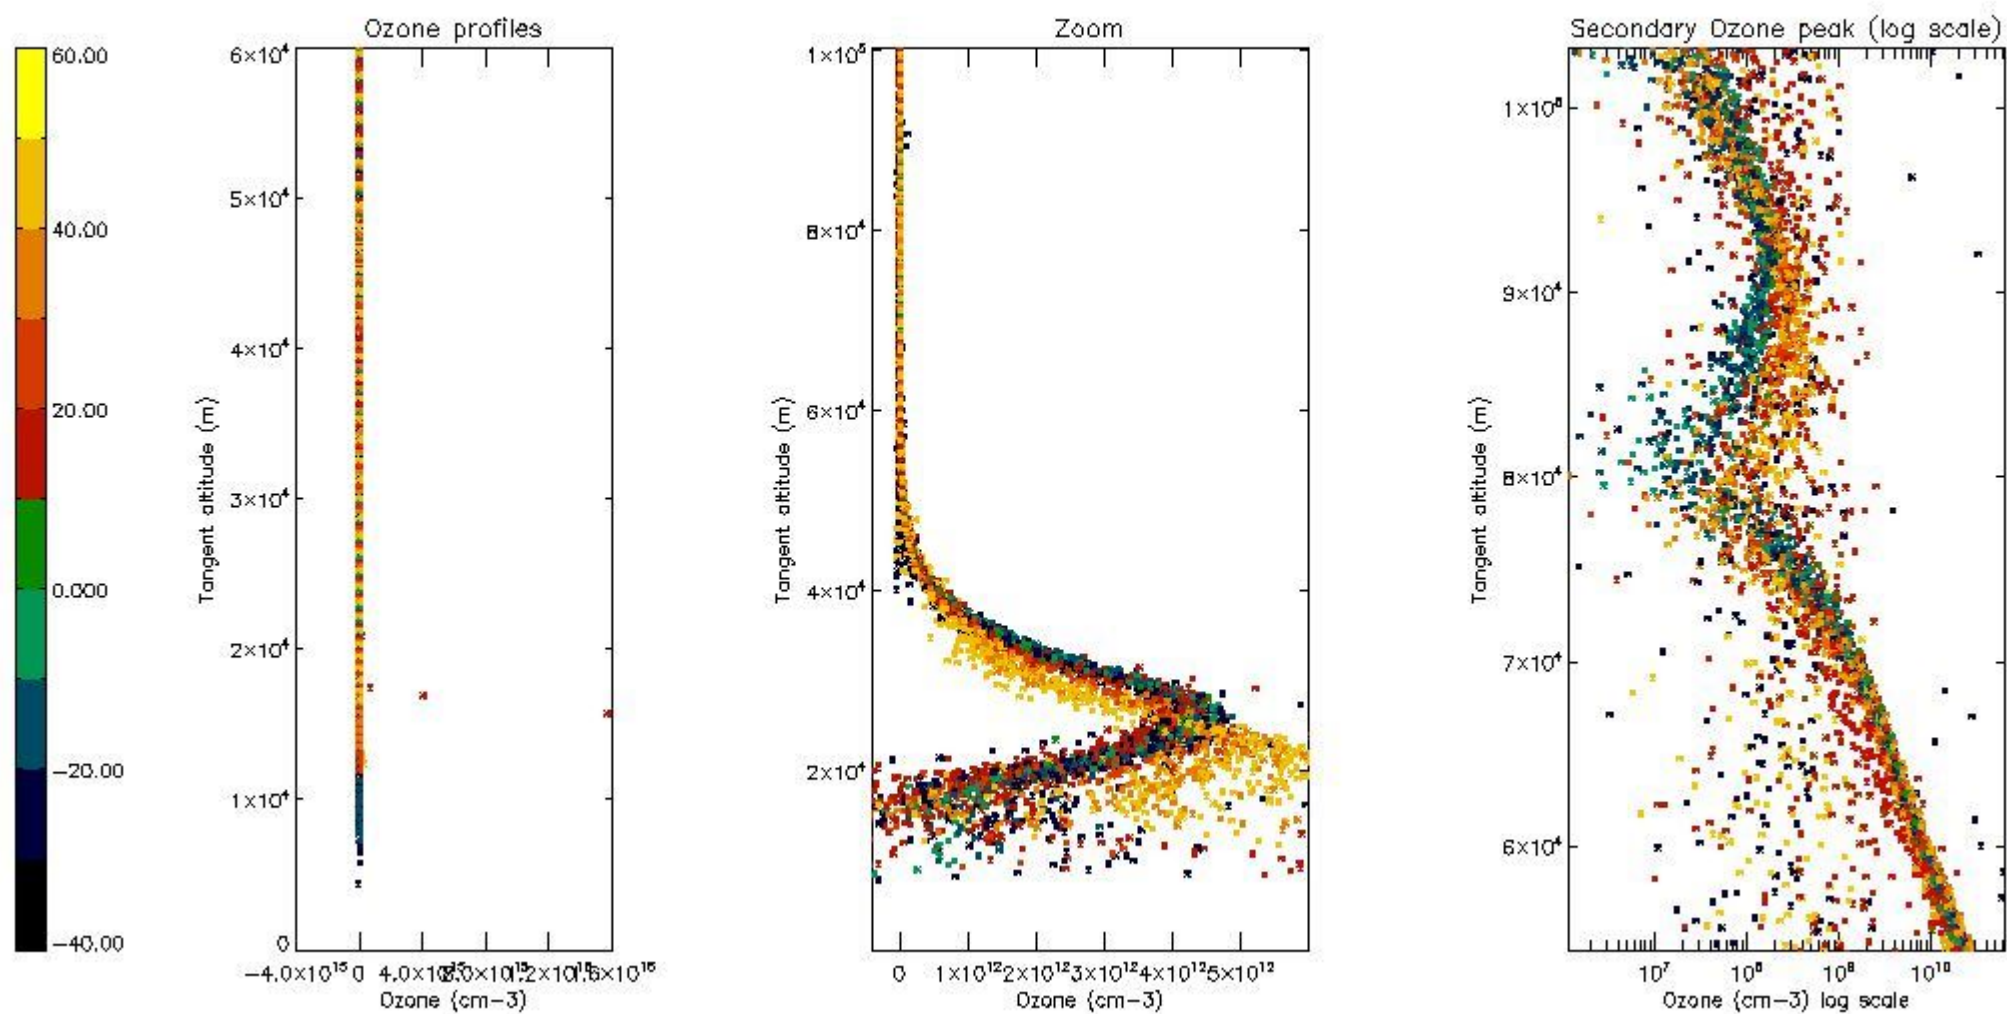 Ozone profiles
Zoom
Secondary Ozone peak (log scale)
60.00
40.00
20.00
0.000
−20.00
−40.00
6×10⁴
5×10⁴
4×10⁴
3×10⁴
2×10⁴
1×10⁴
0
Tangent altitude (m)
−4.0×10¹⁵ 0
Ozone (cm−3)
1×10⁵
8×10⁴
6×10⁴
4×10⁴
2×10⁴
Tangent altitude (m)
0 1×10¹² 2×10¹² 3×10¹² 4×10¹² 5×10¹²
Ozone (cm−3)
9×10⁴
8×10⁴
7×10⁴
6×10⁴
Tangent altitude (m)
10⁷ 10⁸ 10⁹ 10¹⁰
Ozone (cm−3) log scale